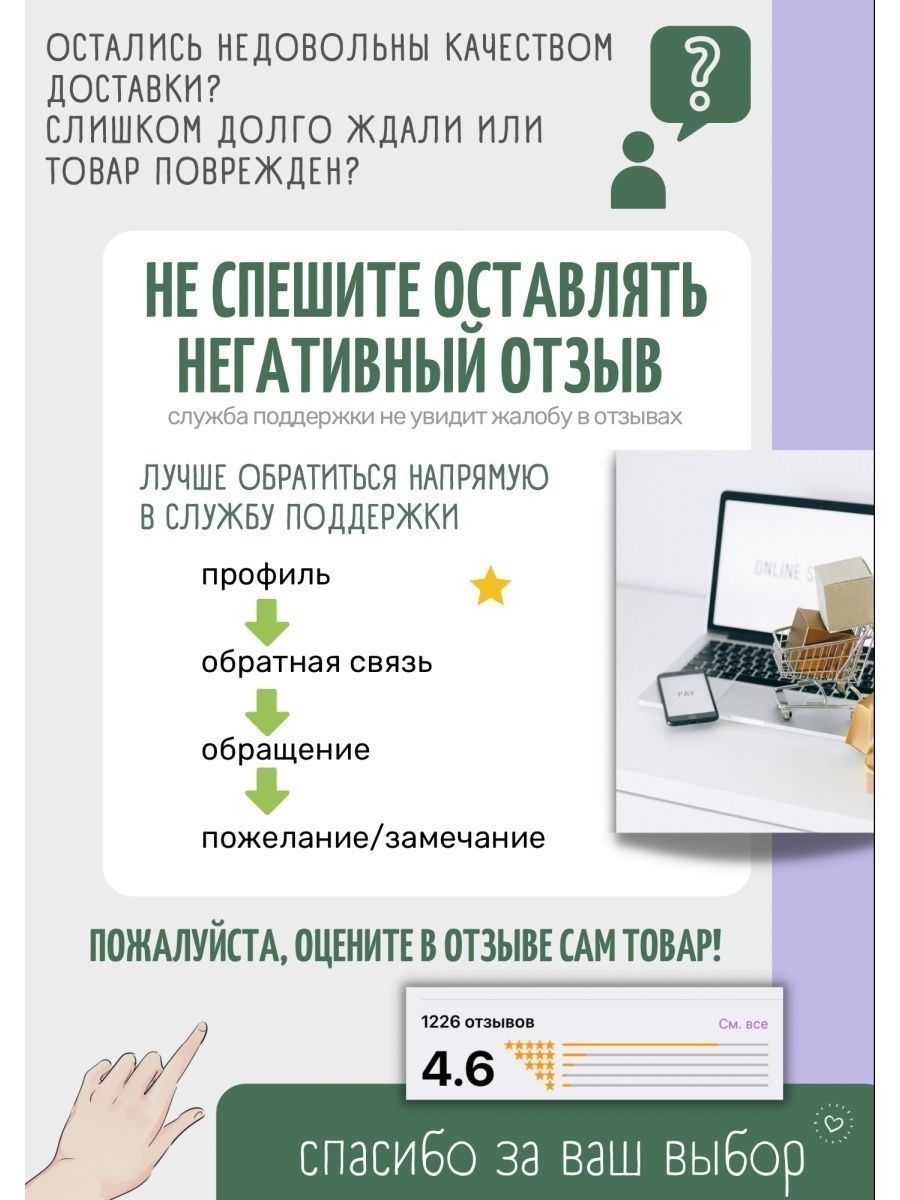 ОСТАЛИСЬ НЕДОВОЛЬНЫ КАЧЕСТВОМ
ДОСТАВКИ?
СЛИШКОМ ДОЛГО ЖДАЛИ ИЛИ
ТОВАР ПОВРЕЖДЕН?
?
НЕ СПЕШИТЕ ОСТАВЛЯТЬ
НЕГАТИВНЫЙ ОТЗЫВ
служба поддержки не увидит жалобу в отзывах
ЛУЧШЕ ОБРАТИТЬСЯ НАПРЯМУЮ
В СЛУЖБУ ПОДДЕРЖКИ
профиль
обратная связь
обращение
пожелание/замечание
ONLINE S
PAY
ПОЖАЛУЙСТА, ОЦЕНИТЕ В ОТЗЫВЕ САМ ТОВАР!
1226 отзывов
См. все
4.6
спасибо за ваш выбор